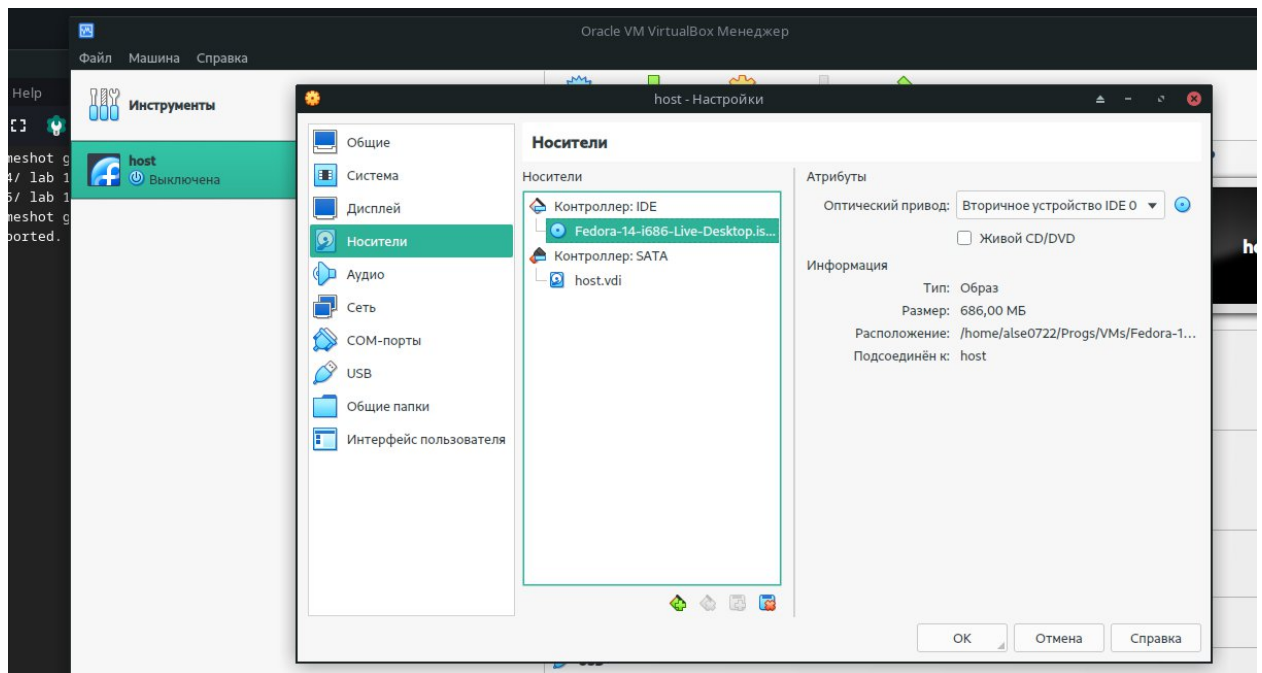 Oracle VM VirtualBox Менеджер
Файл Машина Справка
Help
Инструменты
host
Выключена
neshot g
4/ lab 1
5/ lab 1
neshot g
ported.
host - Настройки
Общие
Система
Дисплей
Носители
Аудио
Сеть
COM-порты
USB
Общие папки
Интерфейс пользователя
Носители
Носители
Контроллер: IDE
Fedora-14-i686-Live-Desktop.is...
Контроллер: SATA
host.vdi
Атрибуты
Оптический привод: Вторичное устройство IDE 0
Живой CD/DVD
Информация
Тип: Образ
Размер: 686,00 МБ
Расположение: /home/alse0722/Progs/VMs/Fedora-1...
Подсоединён к: host
OK Отмена Справка